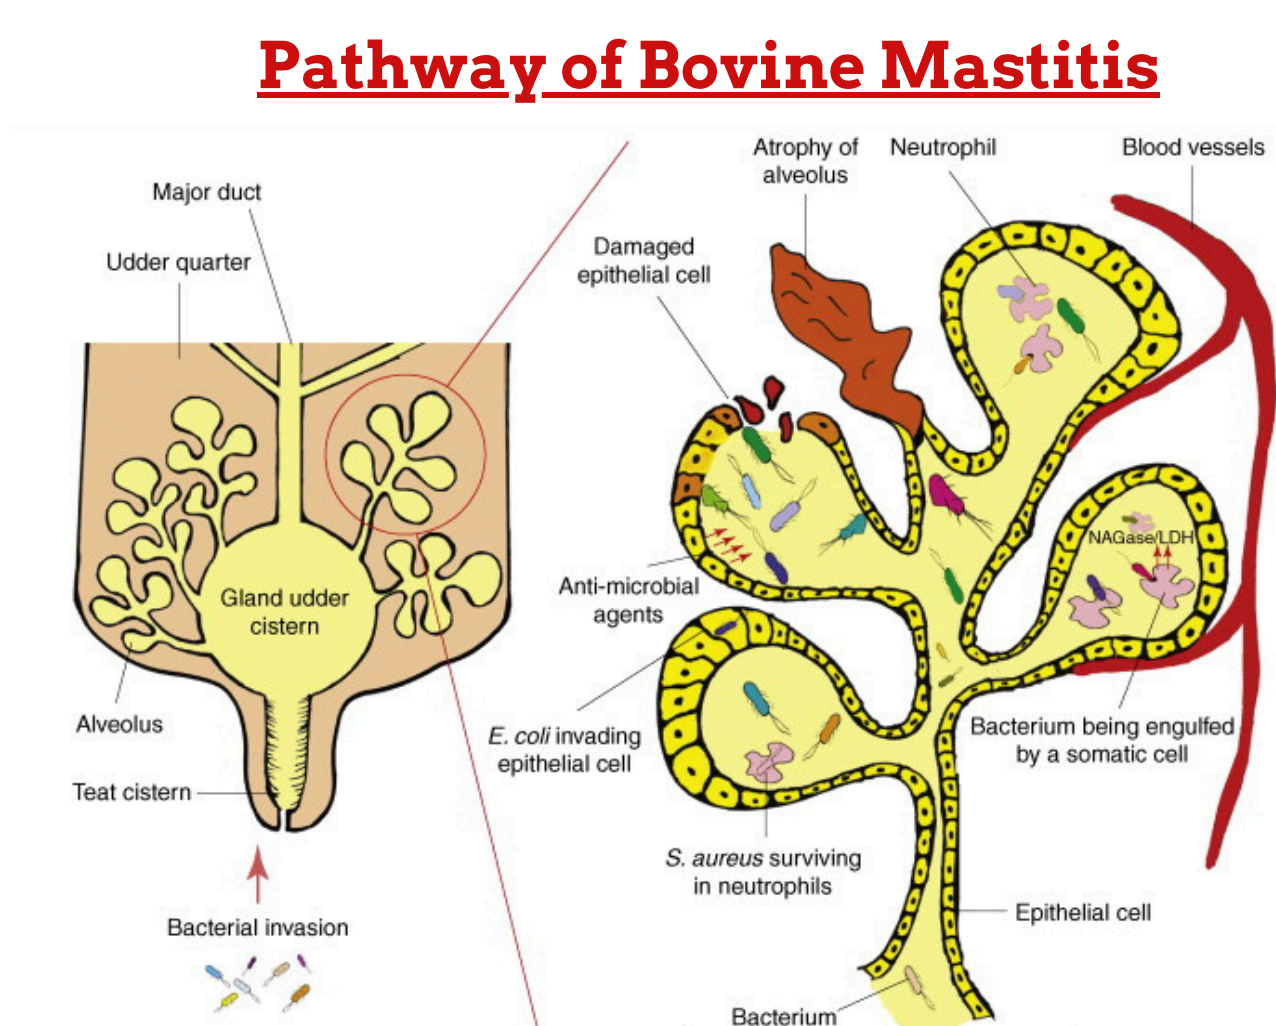 Pathway of Bovine Mastitis
Major duct
Udder quarter
Gland udder
cistern
Alveolus
Teat cistern
Bacterial invasion
Atrophy of
alveolus
Neutrophil
Blood vessels
Damaged
epithelial cell
NAGase/LDH
Anti-microbial
agents
E. coli invading
epithelial cell
Bacterium being engulfed
by a somatic cell
S. aureus surviving
in neutrophils
Epithelial cell
Bacterium